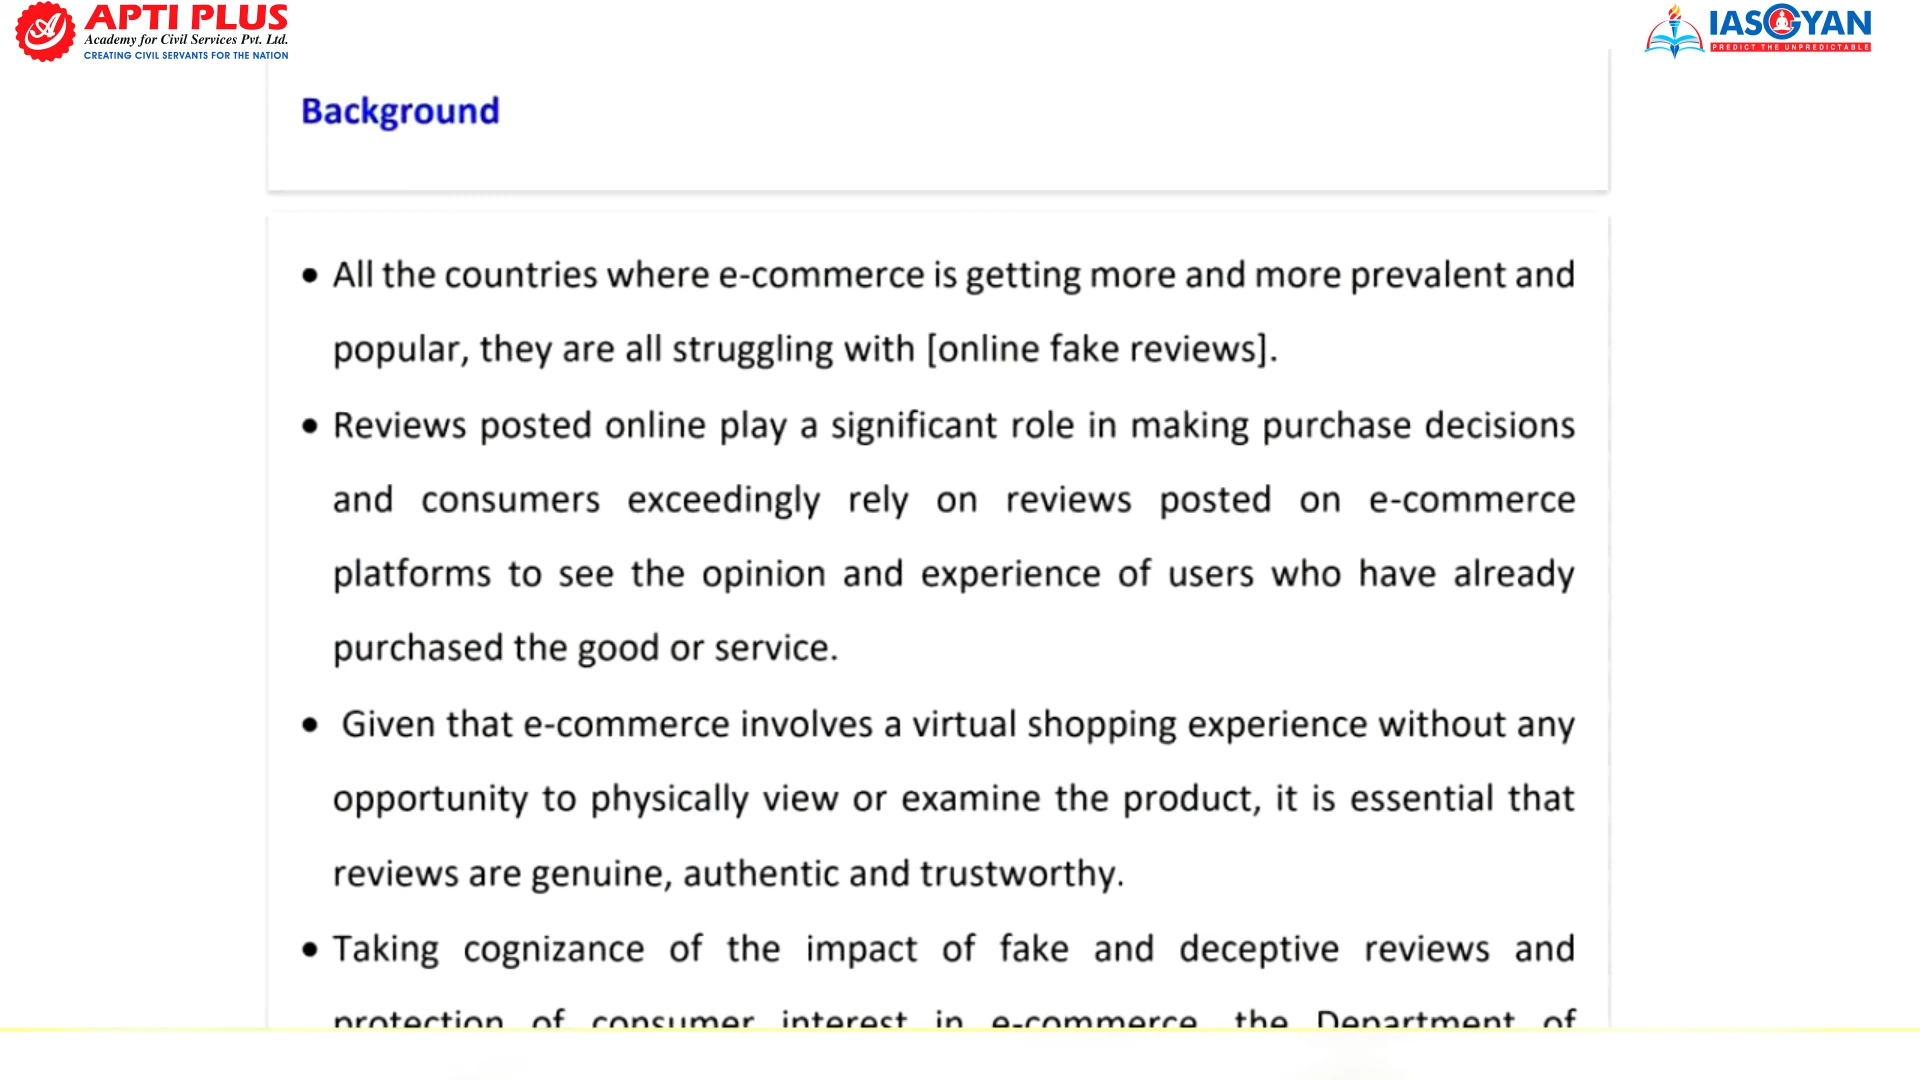 APTI PLUS
Academy for Civil Services Pvt. Ltd.
CREATING CIVIL SERVANTS FOR THE NATION
IASGYAN
PREDICT THE UNPREDICTABLE
Background
• All the countries where e-commerce is getting more and more prevalent and
popular, they are all struggling with [online fake reviews].
• Reviews posted online play a significant role in making purchase decisions
and consumers exceedingly rely on reviews posted on e-commerce
platforms to see the opinion and experience of users who have already
purchased the good or service.
• Given that e-commerce involves a virtual shopping experience without any
opportunity to physically view or examine the product, it is essential that
reviews are genuine, authentic and trustworthy.
• Taking cognizance of the impact of fake and deceptive reviews and
protection of consumer interest in e-commerce, the Department of